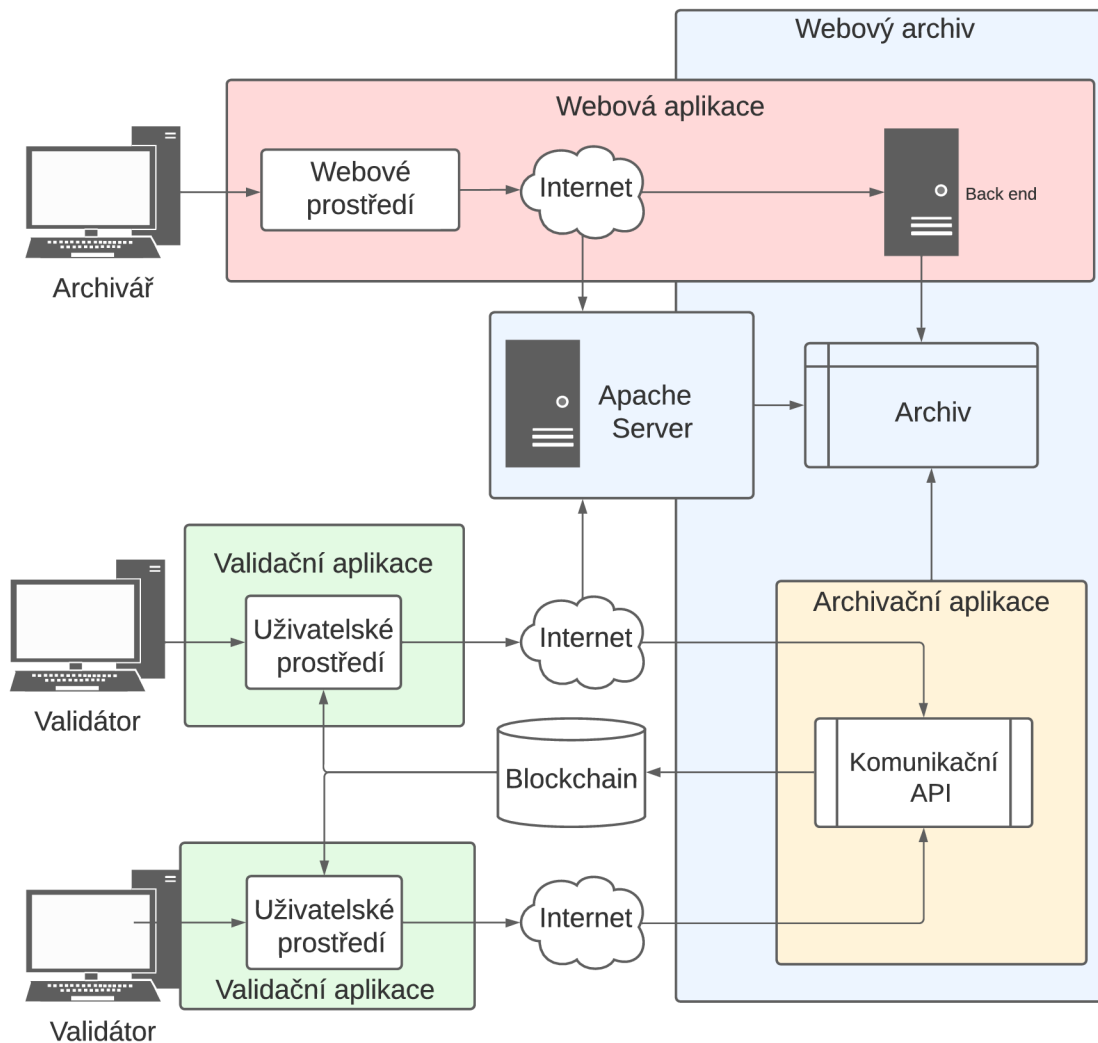 Webový archiv
Webová aplikace
Webové
prostředí
Internet
Back end
Archivář
Apache
Server
Archiv
Validační aplikace
Uživatelské
prostředí
Internet
Validátor
Archivační aplikace
Komunikační
API
Blockchain
Uživatelské
prostředí
Internet
Validační aplikace
Validátor